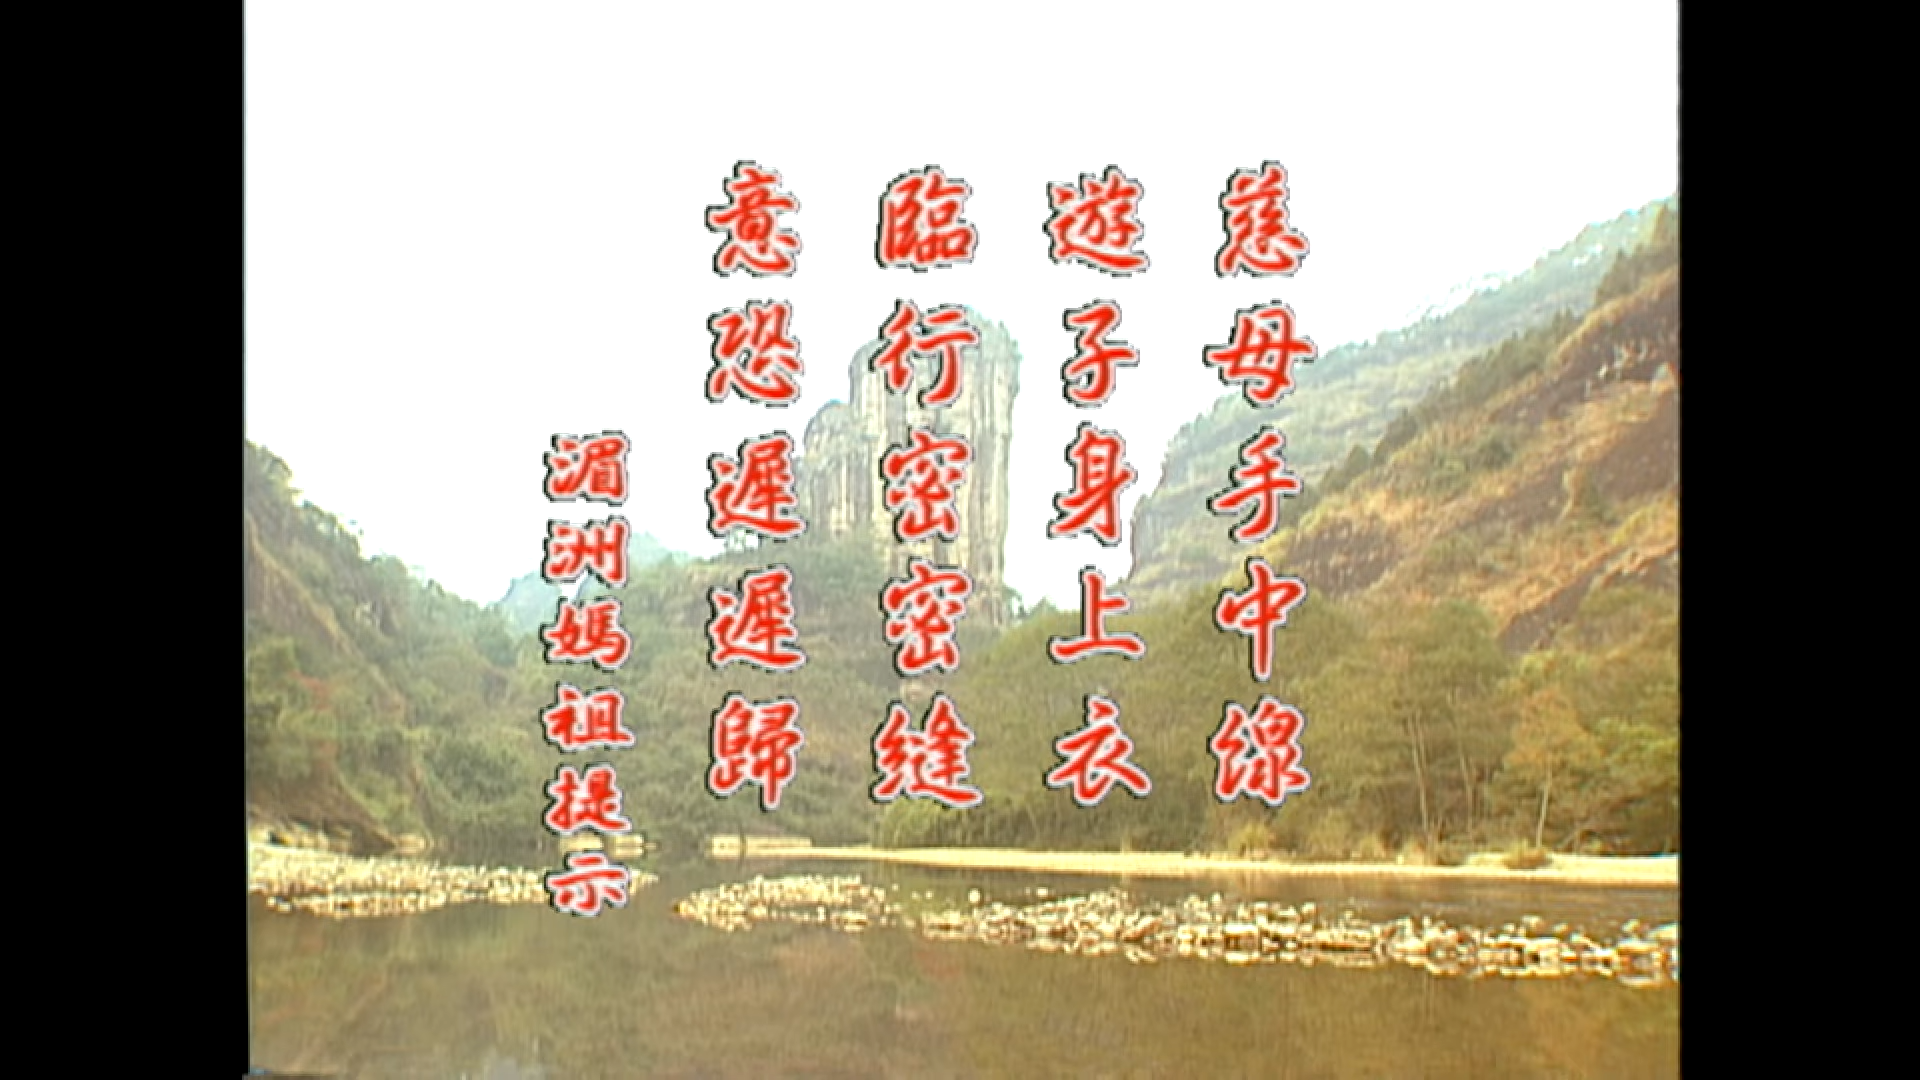 慈母手中線
遊子身上衣
臨行密密縫
意恐遲遲歸
湄洲媽祖提示